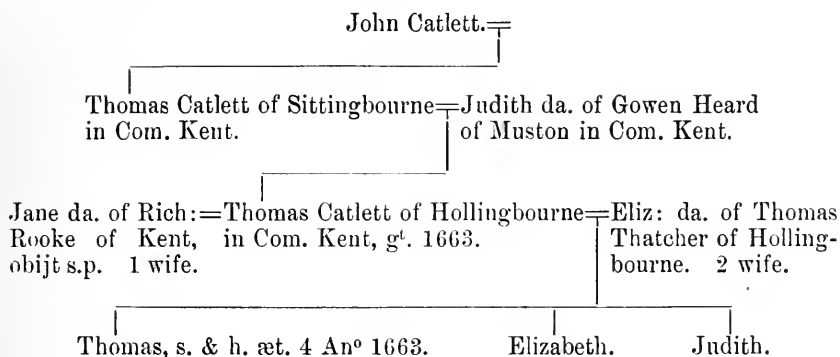 John Catlett.=
Thomas Catlett of Sittingbourne=Judith da. of Gowen Heard
in Com. Kent. of Muston in Com. Kent.
Jane da. of Rich:=Thomas Catlett of Hollingbourne=Eliz: da. of Thomas
Rooke of Kent, in Com. Kent, gᵗ. 1663. Thatcher of Holling-
obijt s.p. 1 wife. bourne. 2 wife.
Thomas, s. & h. æt. 4 Anᵒ 1663. Elizabeth. Judith.